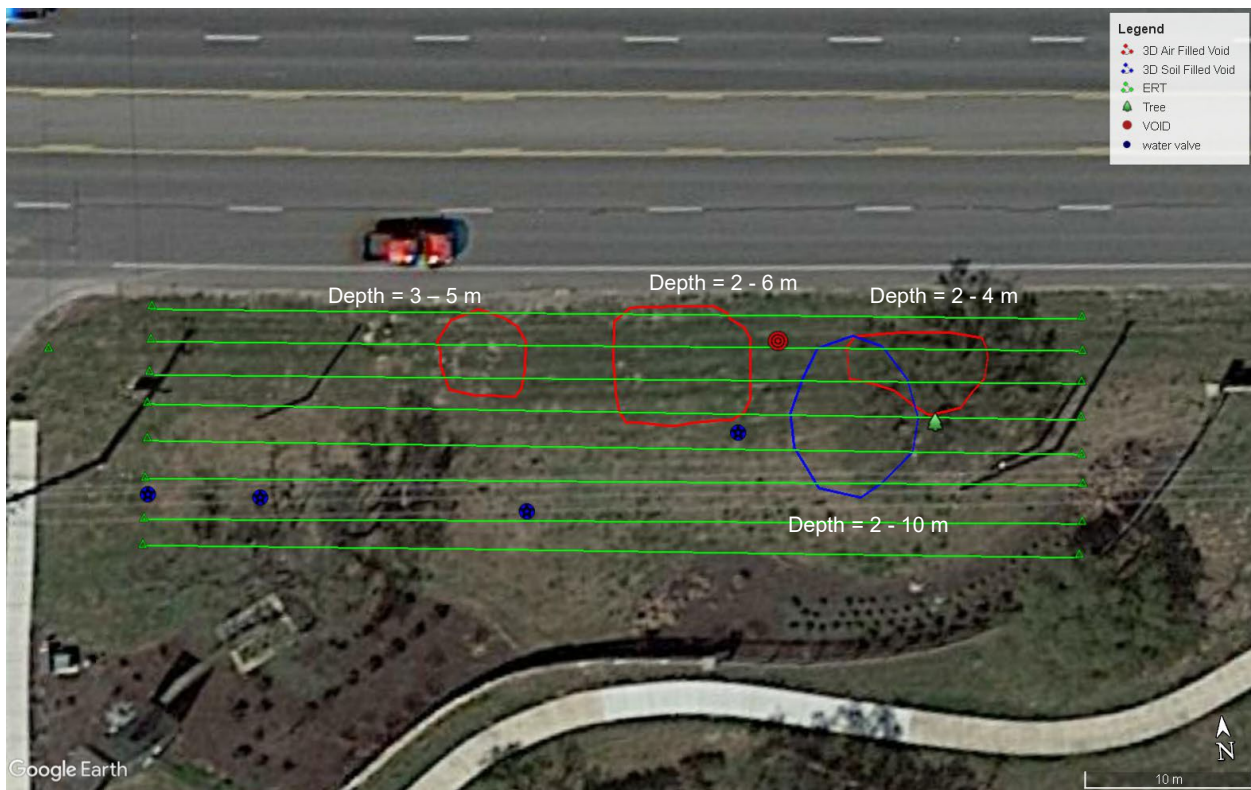 Legend
3D Air Filled Void
3D Soil Filled Void
ERT
Tree
VOID
water valve
Depth = 2 - 6 m
Depth = 3 – 5 m
Depth = 2 - 4 m
Depth = 2 - 10 m
N
Google Earth
10 m